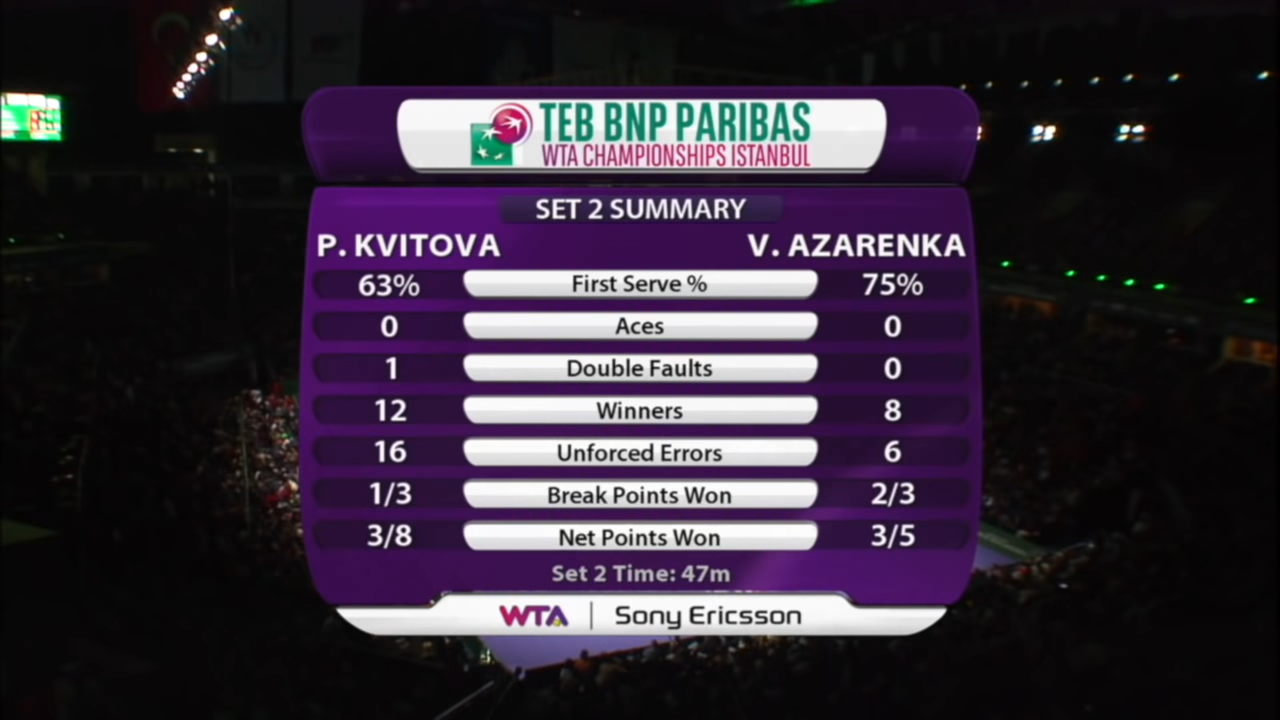 TEB BNP PARIBAS
WTA CHAMPIONSHIPS ISTANBUL
SET 2 SUMMARY
P. KVITOVA V. AZARENKA
63% First Serve % 75%
0 Aces 0
1 Double Faults 0
12 Winners 8
16 Unforced Errors 6
1/3 Break Points Won 2/3
3/8 Net Points Won 3/5
Set 2 Time: 47m
WTA | Sony Ericsson